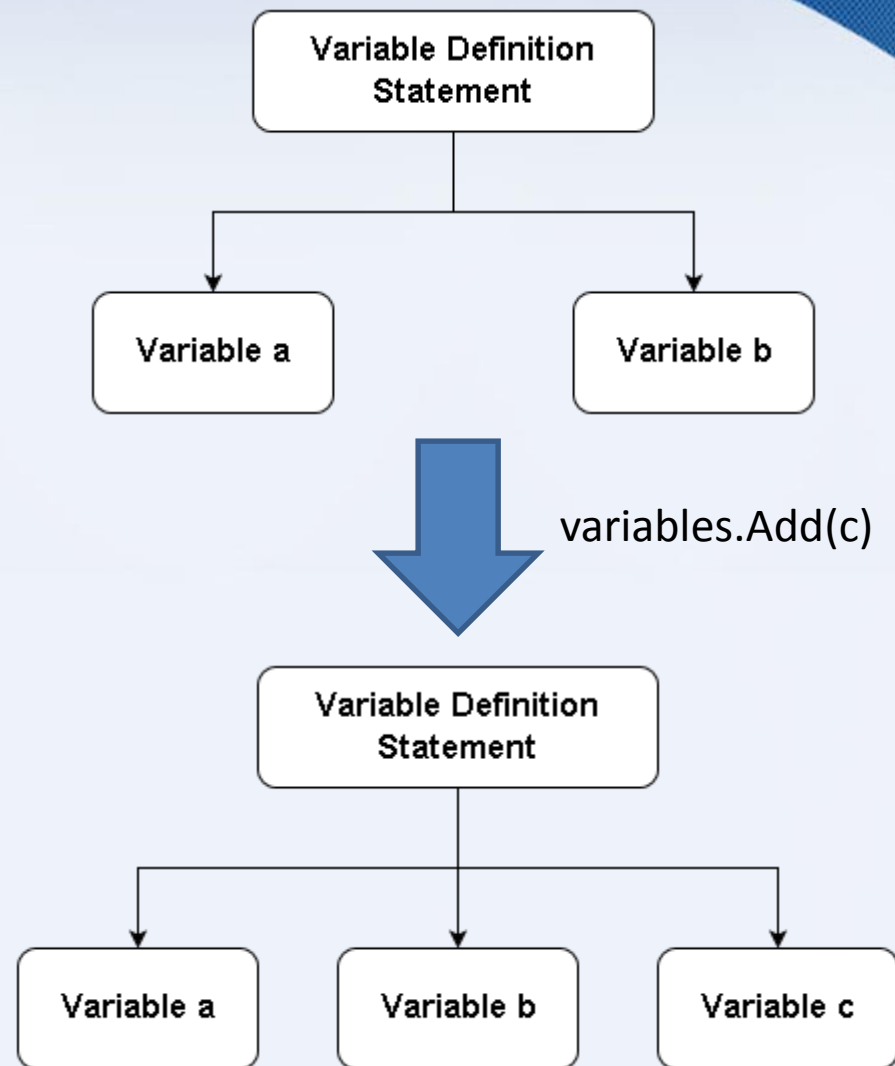 Variable Definition
Statement
Variable a
Variable b
variables.Add(c)
Variable Definition
Statement
Variable a
Variable b
Variable c